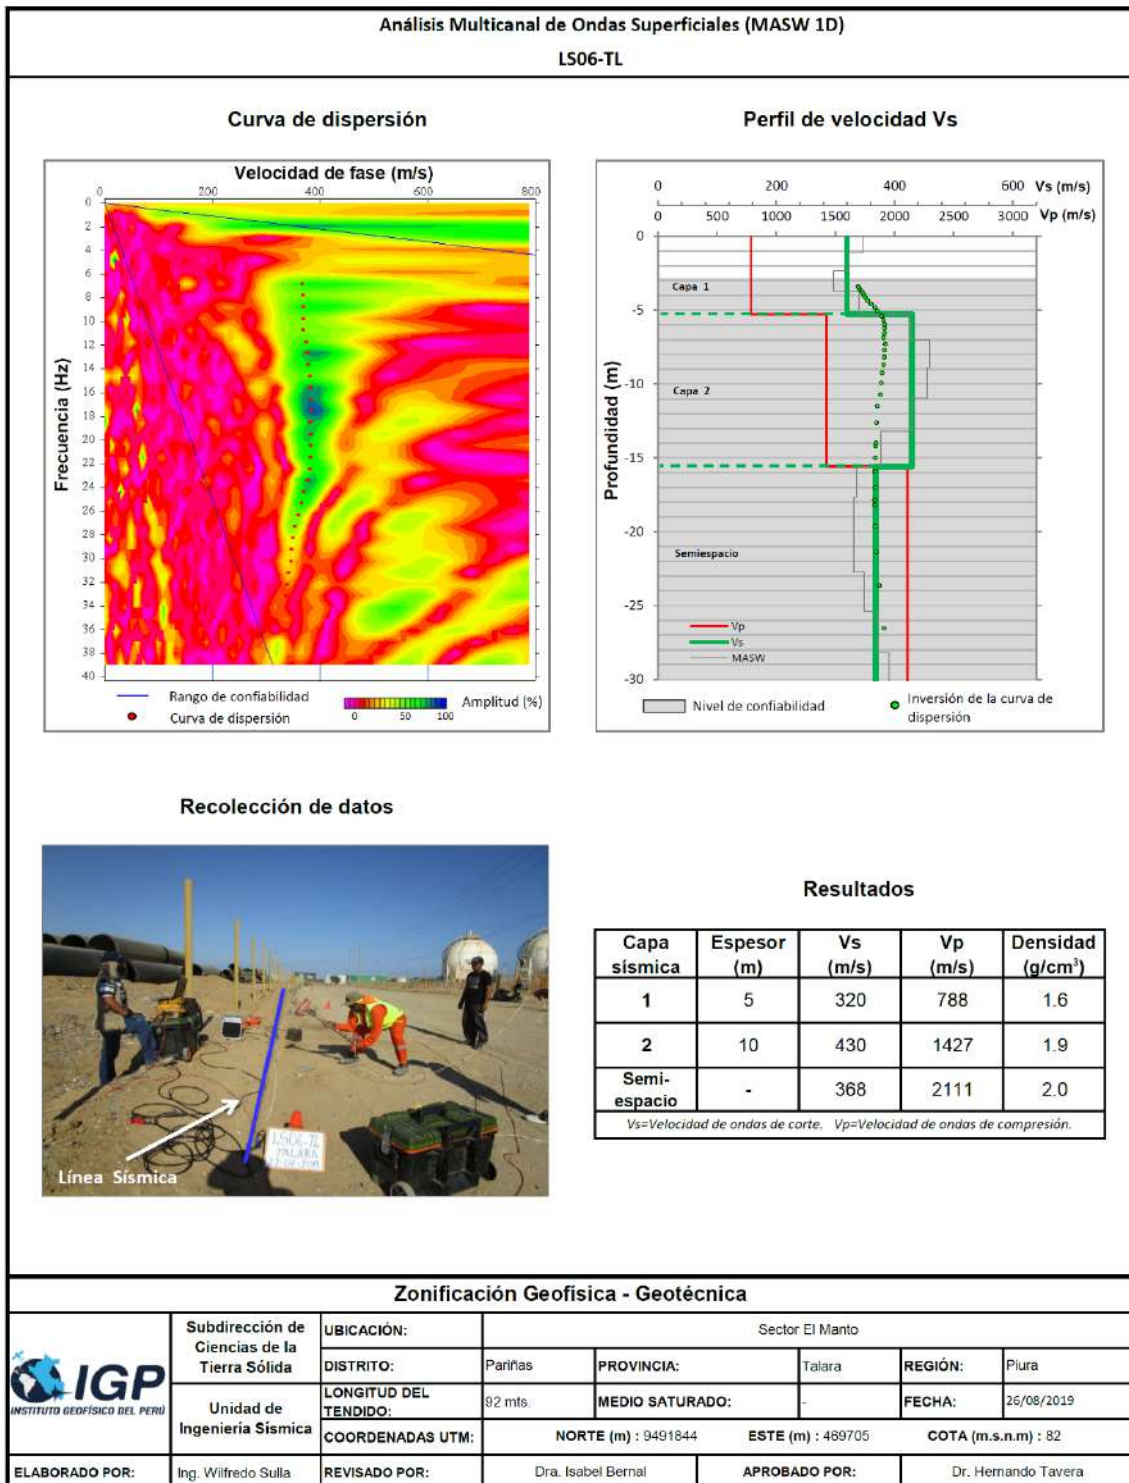 Análisis Multicanal de Ondas Superficiales (MASW 1D)
LS06-TL
Curva de dispersión
Velocidad de fase (m/s)
0 200 400 600 800
Frecuencia (Hz)
0
2
4
6
8
10
12
14
16
18
20
22
24
26
28
30
32
34
36
38
40
Rango de confiabilidad
Curva de dispersión
0 50 100
Amplitud (%)
Perfil de velocidad Vs
0 200 400 600 Vs (m/s)
0 500 1000 1500 2000 2500 3000 Vp (m/s)
Profundidad (m)
0
-5
-10
-15
-20
-25
-30
Capa 1
Capa 2
Semiespacio
Vp
Vs
MASW
Nivel de confiabilidad
Inversión de la curva de
dispersión
Recolección de datos
Línea Sísmica
LS06-TL
TALARA
Resultados
Capa sísmica Espesor (m) Vs (m/s) Vp (m/s) Densidad (g/cm³)
1 5 320 788 1.6
2 10 430 1427 1.9
Semi-espacio - 368 2111 2.0
Vs=Velocidad de ondas de corte. Vp=Velocidad de ondas de compresión.
Zonificación Geofísica - Geotécnica
IGP
INSTITUTO GEOFÍSICO DEL PERÚ
Subdirección de
Ciencias de la
Tierra Sólida
Unidad de
Ingeniería Sísmica
UBICACIÓN: Sector El Manto
DISTRITO: Pariñas PROVINCIA: Talara REGIÓN: Piura
LONGITUD DEL TENDIDO: 92 mts. MEDIO SATURADO: - FECHA: 26/08/2019
COORDENADAS UTM: NORTE (m) : 9491844 ESTE (m) : 469705 COTA (m.s.n.m) : 82
ELABORADO POR: Ing. Wilfredo Sulla REVISADO POR: Dra. Isabel Bernal APROBADO POR: Dr. Hernando Tavera